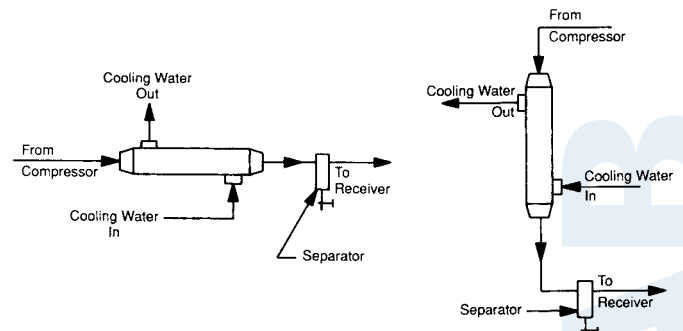 Cooling Water
Out
From
Compressor
Cooling Water
In
To
Receiver
Separator
From
Compressor
Cooling Water
Out
Cooling Water
In
To
Receiver
Separator